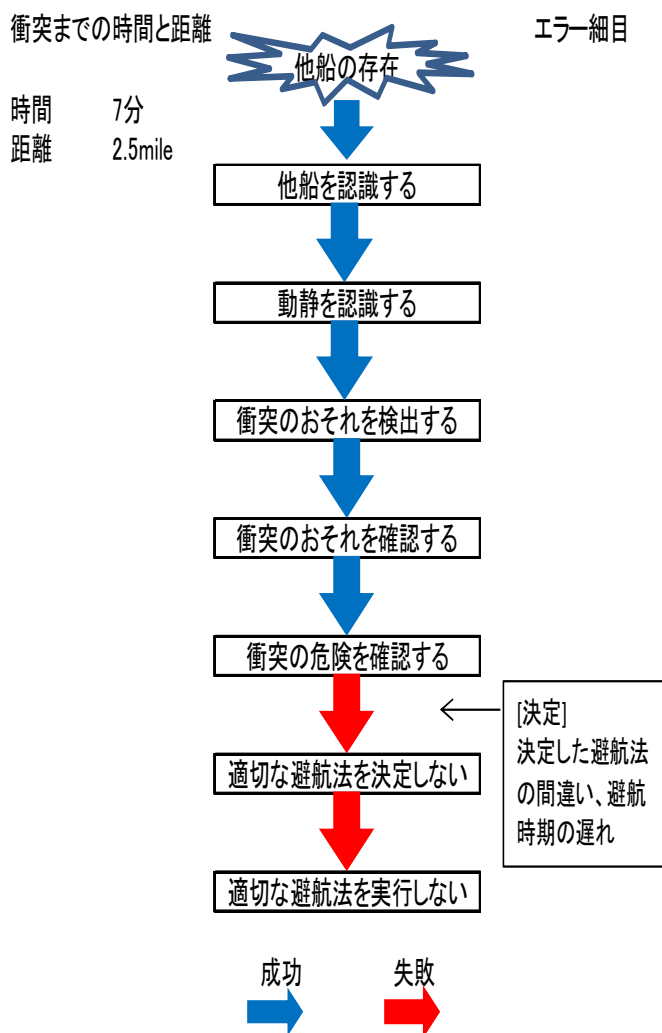 衝突までの時間と距離
エラー細目
他船の存在
時間 7分
距離 2.5mile
他船を認識する
動静を認識する
衝突のおそれを検出する
衝突のおそれを確認する
衝突の危険を確認する
[決定]
決定した避航法
の間違い、避航
時期の遅れ
適切な避航法を決定しない
適切な避航法を実行しない
成功
失敗